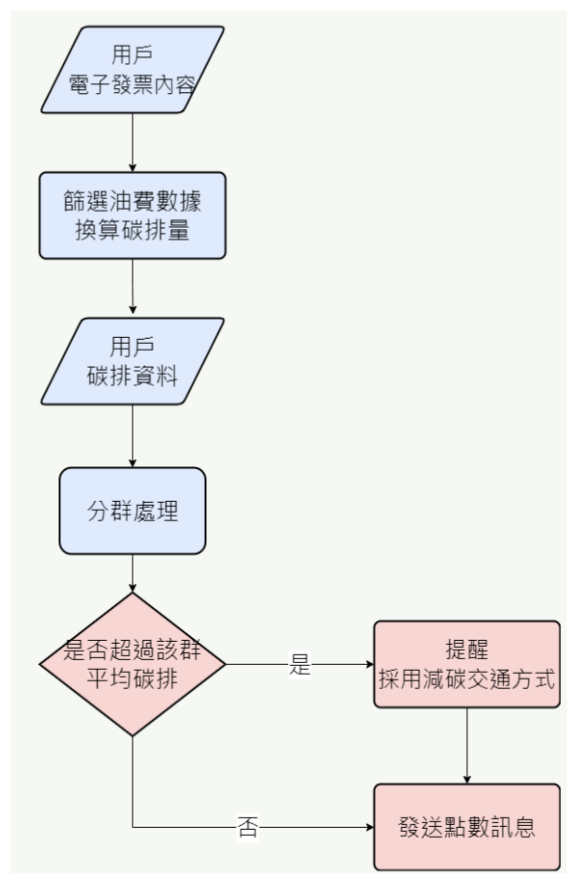 用戶
電子發票內容
篩選油費數據
換算碳排量
用戶
碳排資料
分群處理
是否超過該群
平均碳排
是
提醒
採用減碳交通方式
否
發送點數訊息